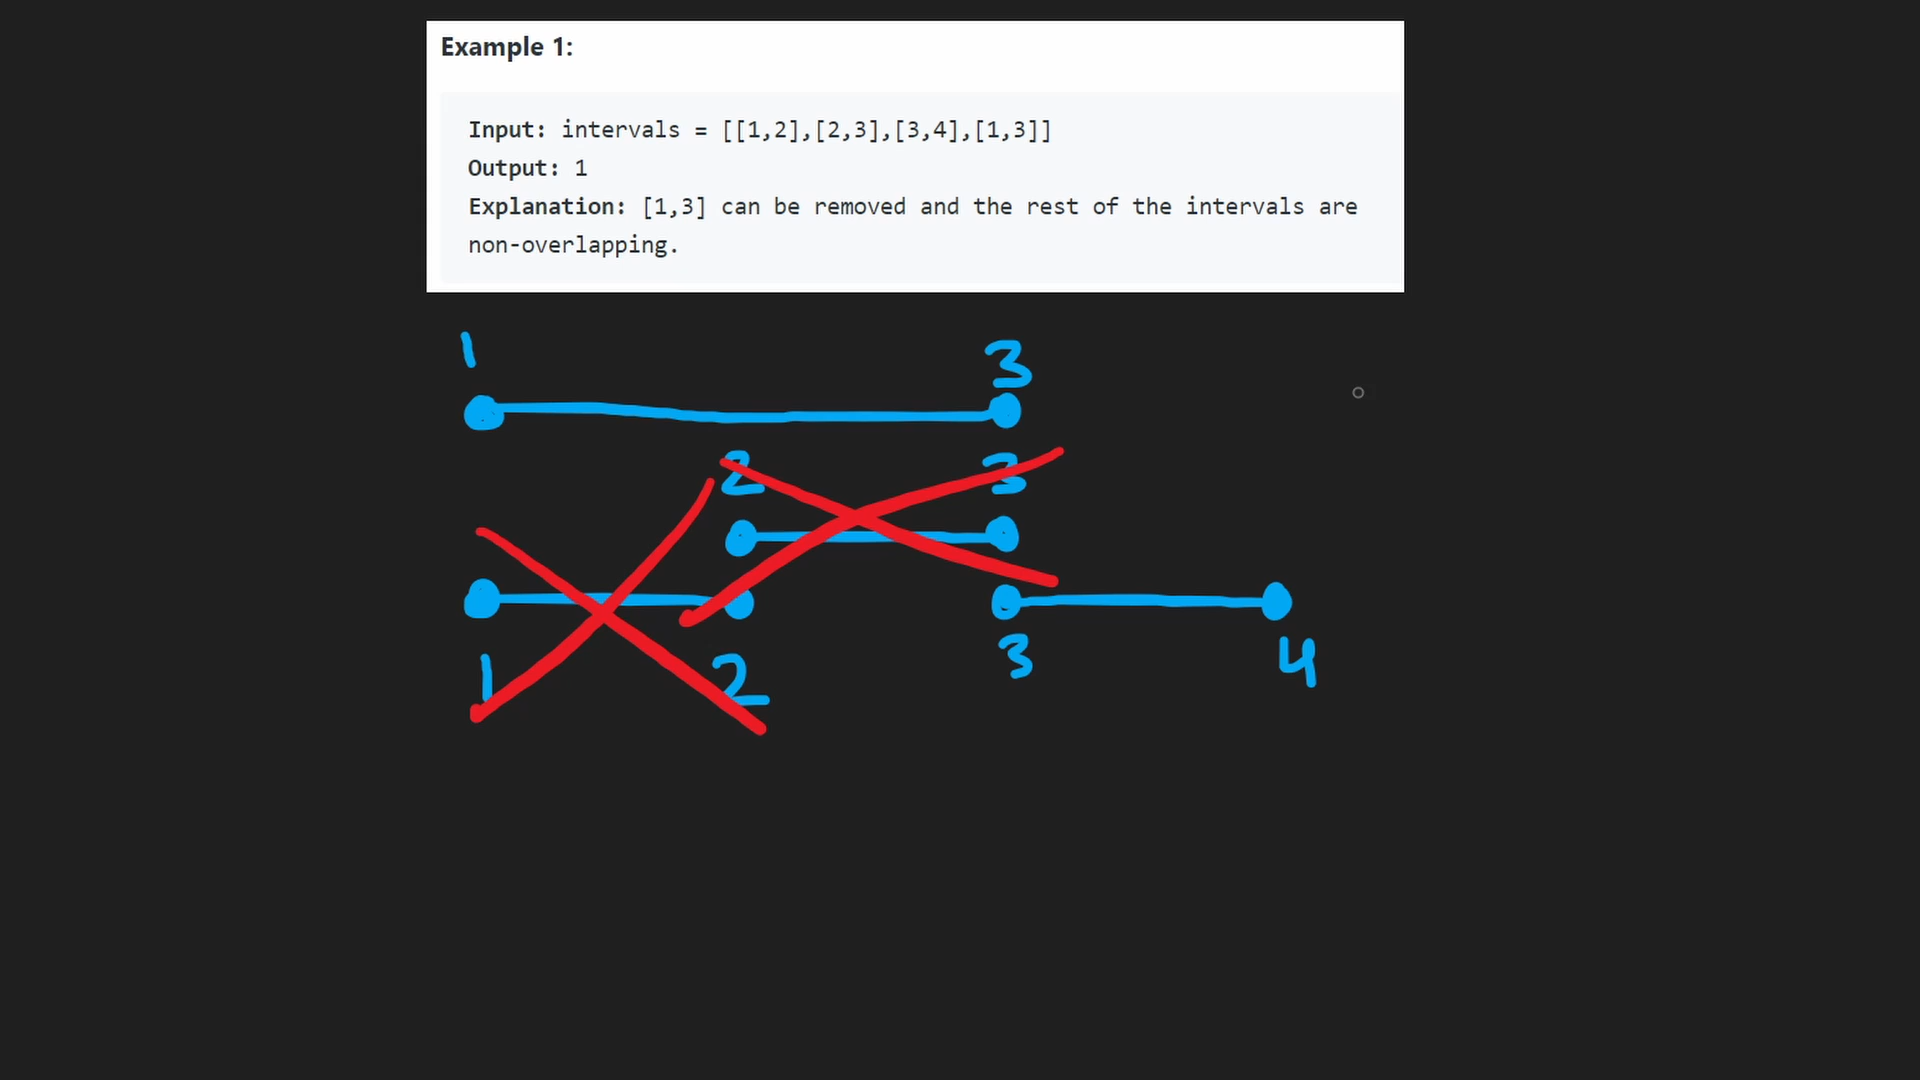 Example 1:
Input: intervals = [[1,2],[2,3],[3,4],[1,3]]
Output: 1
Explanation: [1,3] can be removed and the rest of the intervals are
non-overlapping.
1 3
2 3
1 2 3 4